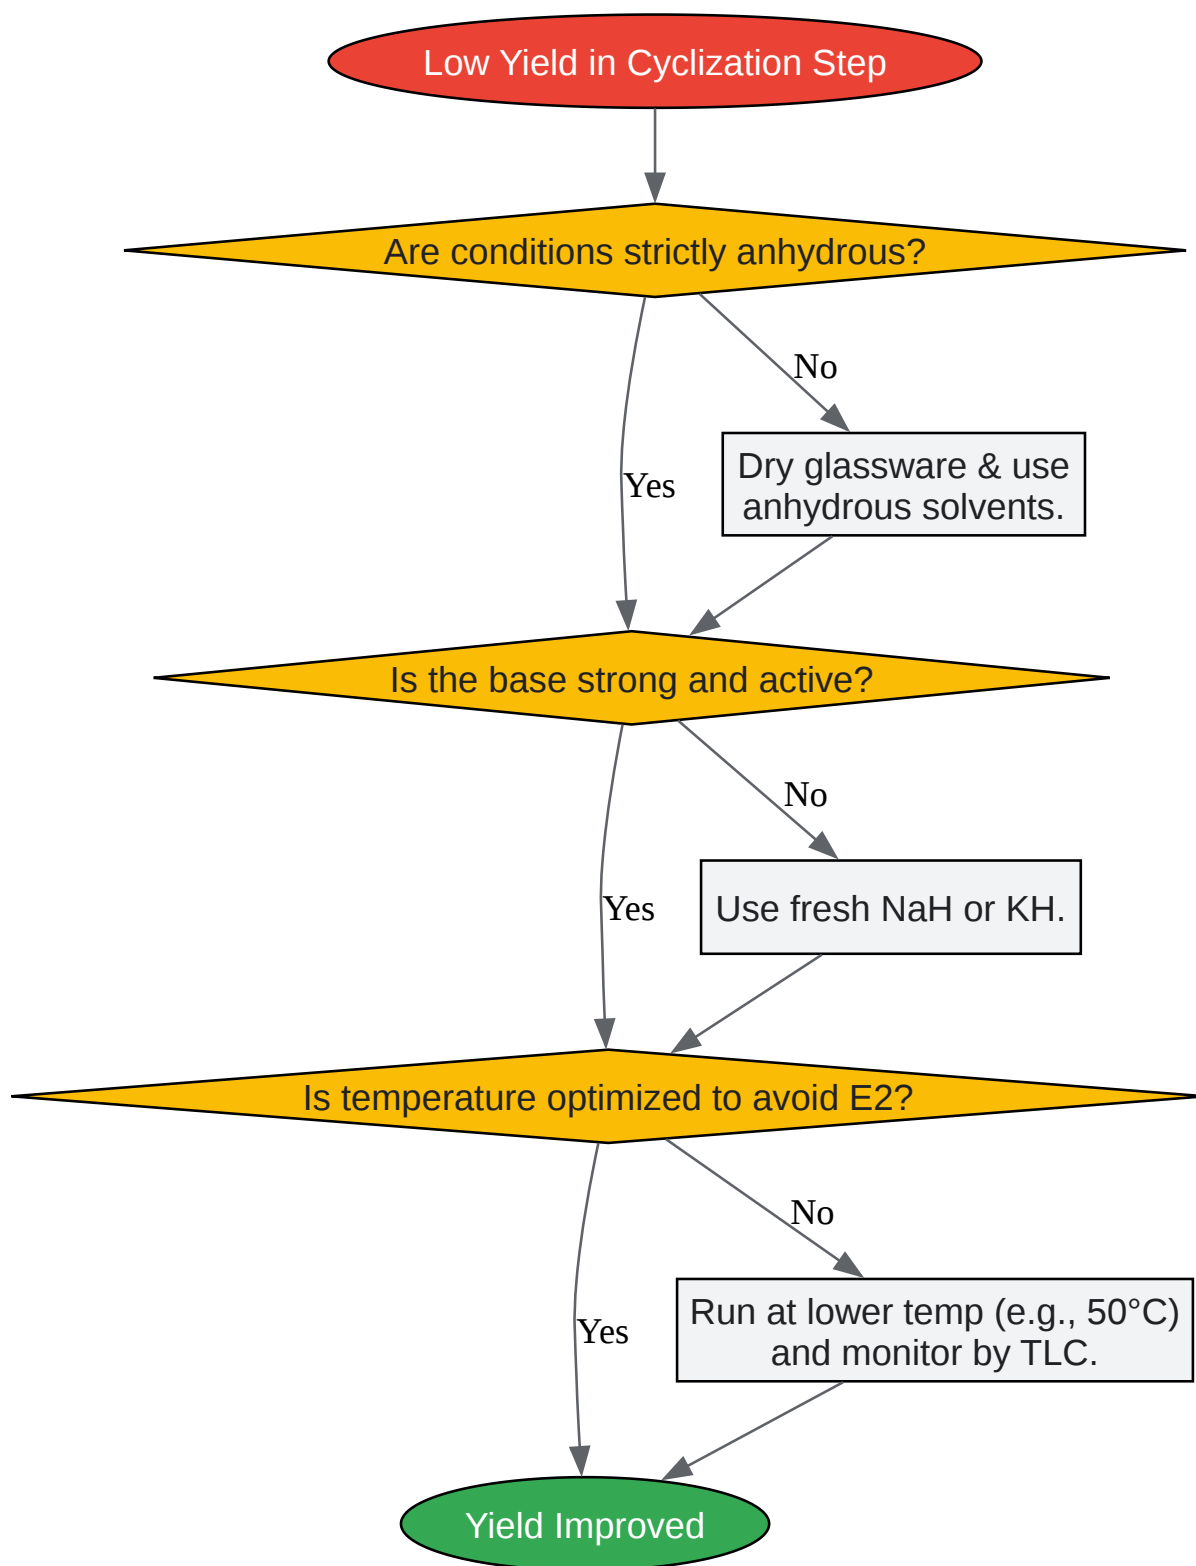 Low Yield in Cyclization Step
Are conditions strictly anhydrous?
No
Dry glassware & use
anhydrous solvents.
Yes
Is the base strong and active?
No
Use fresh NaH or KH.
Yes
Is temperature optimized to avoid E2?
No
Run at lower temp (e.g., 50°C)
and monitor by TLC.
Yes
Yield Improved